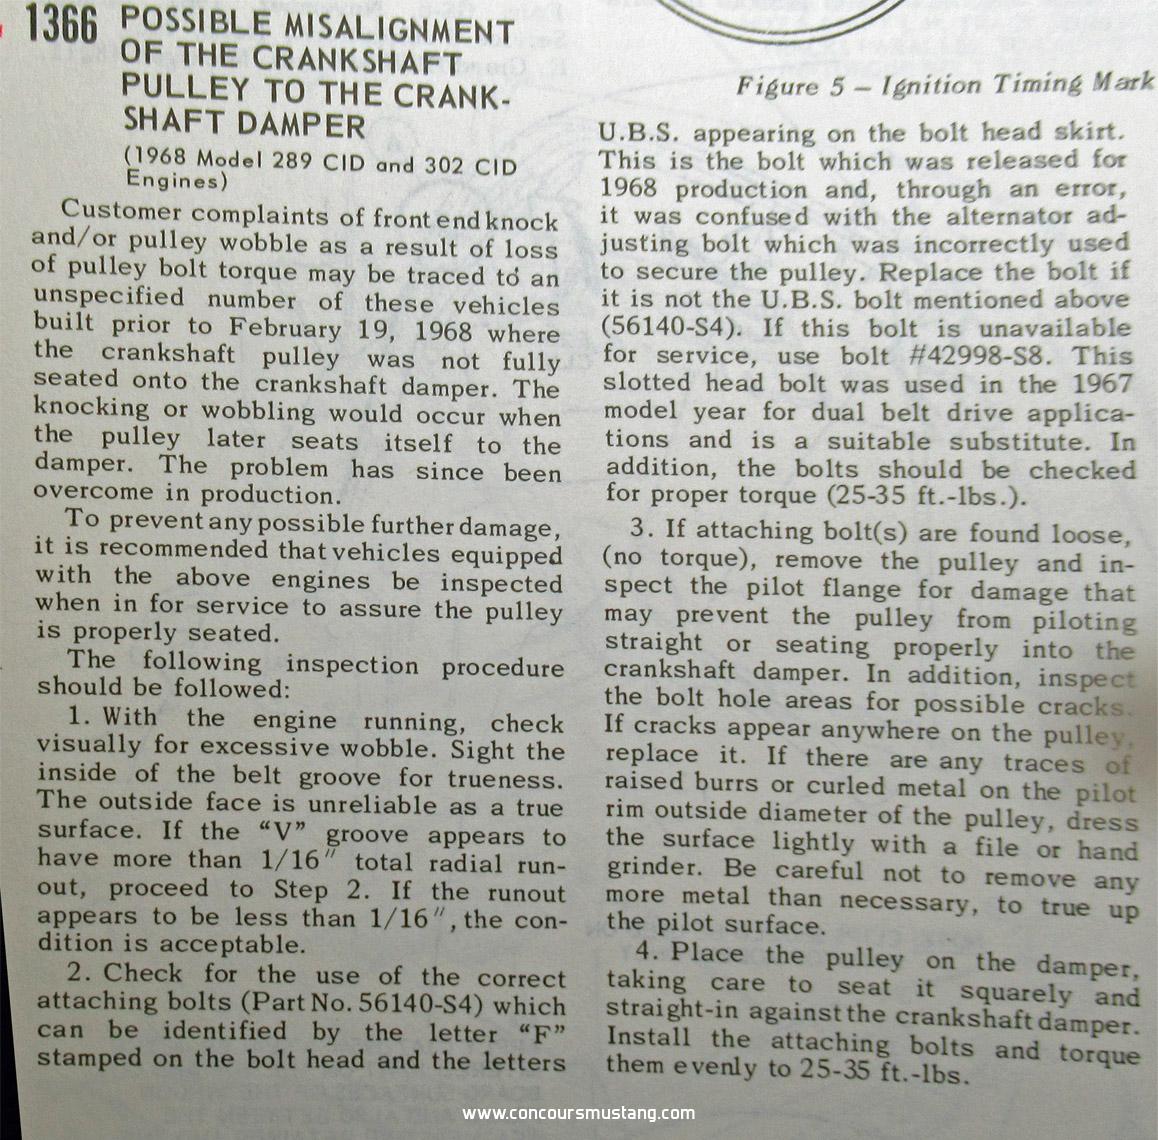 1366 POSSIBLE MISALIGNMENT
OF THE CRANKSHAFT
PULLEY TO THE CRANK-
SHAFT DAMPER
(1968 Model 289 CID and 302 CID
Engines)
Customer complaints of front end knock
and/or pulley wobble as a result of loss
of pulley bolt torque may be traced to an
unspecified number of these vehicles
built prior to February 19, 1968 where
the crankshaft pulley was not fully
seated onto the crankshaft damper. The
knocking or wobbling would occur when
the pulley later seats itself to the
damper. The problem has since been
overcome in production.
To prevent any possible further damage,
it is recommended that vehicles equipped
with the above engines be inspected
when in for service to assure the pulley
is properly seated.
The following inspection procedure
should be followed:
1. With the engine running, check
visually for excessive wobble. Sight the
inside of the belt groove for trueness.
The outside face is unreliable as a true
surface. If the “V” groove appears to
have more than 1/16″ total radial run-
out, proceed to Step 2. If the runout
appears to be less than 1/16″, the con-
dition is acceptable.
2. Check for the use of the correct
attaching bolts (Part No. 56140-S4) which
can be identified by the letter “F”
stamped on the bolt head and the letters
Figure 5 – Ignition Timing Mark
U.B.S. appearing on the bolt head skirt.
This is the bolt which was released for
1968 production and, through an error,
it was confused with the alternator ad-
justing bolt which was incorrectly used
to secure the pulley. Replace the bolt if
it is not the U.B.S. bolt mentioned above
(56140-S4). If this bolt is unavailable
for service, use bolt #42998-S8. This
slotted head bolt was used in the 1967
model year for dual belt drive applica-
tions and is a suitable substitute. In
addition, the bolts should be checked
for proper torque (25-35 ft.-lbs.).
3. If attaching bolt(s) are found loose,
(no torque), remove the pulley and in-
spect the pilot flange for damage that
may prevent the pulley from piloting
straight or seating properly into the
crankshaft damper. In addition, inspect
the bolt hole areas for possible cracks.
If cracks appear anywhere on the pulley,
replace it. If there are any traces of
raised burrs or curled metal on the pilot
rim outside diameter of the pulley, dress
the surface lightly with a file or hand
grinder. Be careful not to remove any
more metal than necessary, to true up
the pilot surface.
4. Place the pulley on the damper,
taking care to seat it squarely and
straight-in against the crankshaft damper.
Install the attaching bolts and torque
them evenly to 25-35 ft.-lbs.
www.concoursmustang.com